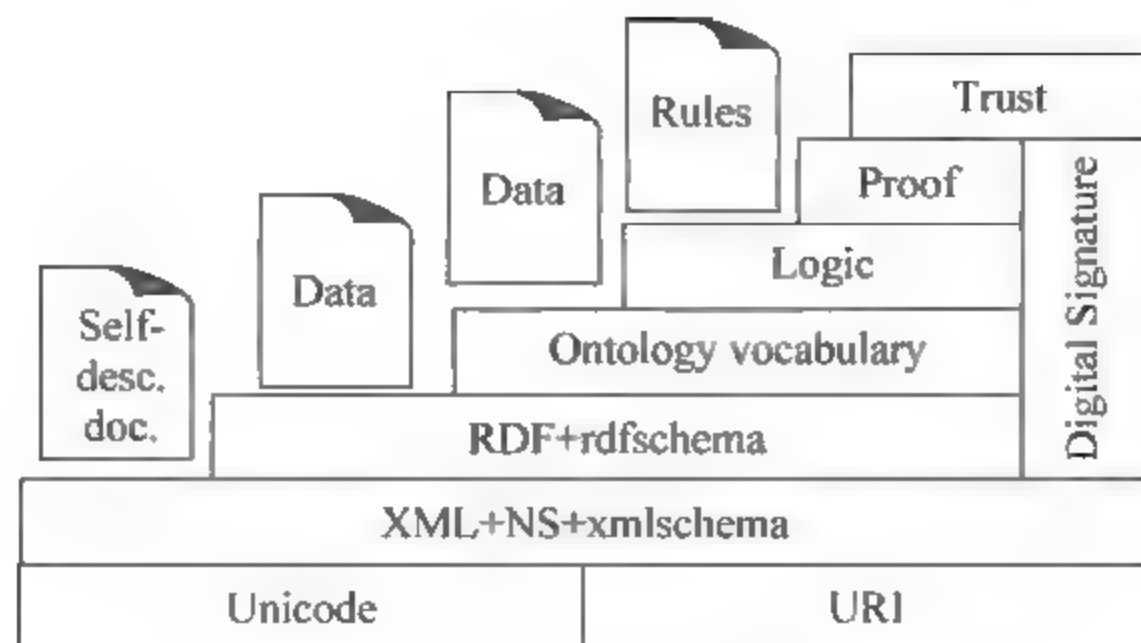 Trust
Rules
Proof
Data
Logic
Data
Ontology vocabulary
Self-
desc.
doc.
RDF+rdfschema
Digital Signature
XML+NS+xmlschema
Unicode
URI